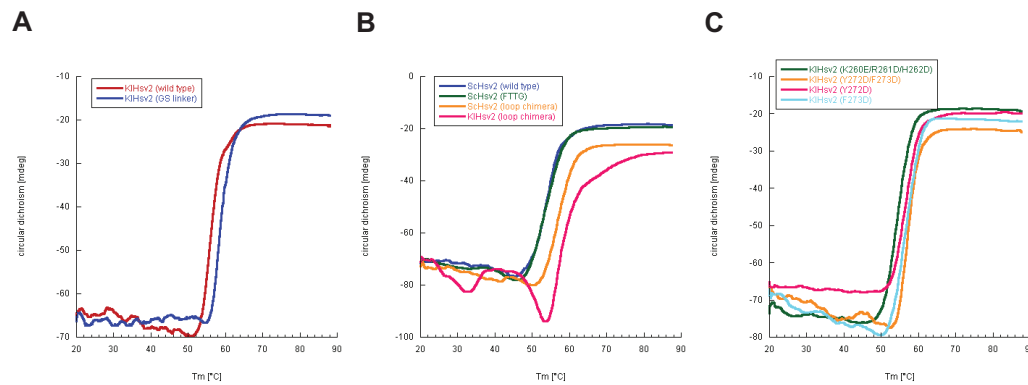 A
B
C
KlHsv2 (wild type)
KlHsv2 (GS linker)
circular dichroism [mdeg]
-10
-20
-30
-40
-50
-60
-70
20 30 40 50 60 70 80 90
Tm [°C]
ScHsv2 (wild type)
ScHsv2 (FTTG)
ScHsv2 (loop chimera)
KlHsv2 (loop chimera)
circular dichroism [mdeg]
0
-20
-40
-60
-80
-100
20 30 40 50 60 70 80 90
Tm [°C]
KlHsv2 (K260E/R261D/H262D)
KlHsv2 (Y272D/F273D)
KlHsv2 (Y272D)
KlHsv2 (F273D)
circular dichroism [mdeg]
-10
-20
-30
-40
-50
-60
-70
-80
20 30 40 50 60 70 80 90
Tm [°C]